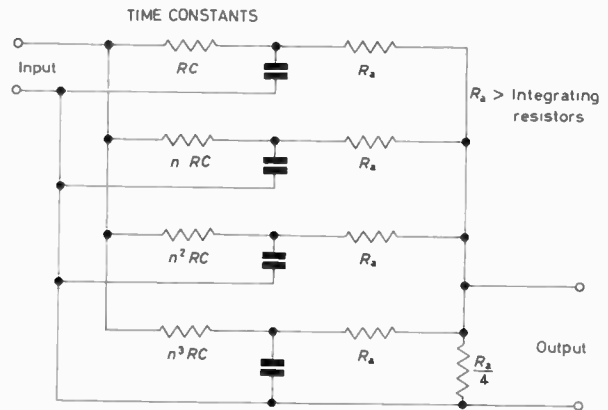 TIME CONSTANTS
Input
RC
Rₐ
Rₐ > Integrating
resistors
n RC
Rₐ
n² RC
Rₐ
n³ RC
Rₐ
Rₐ
4
Output